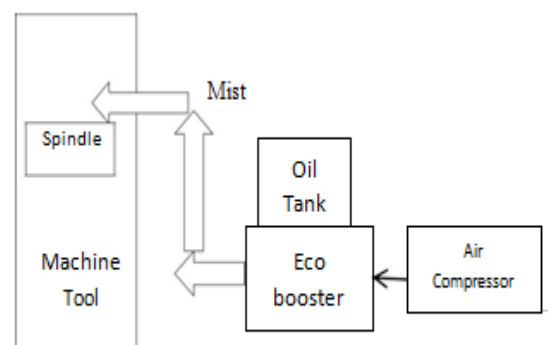 Mist
Spindle
Oil
Tank
Machine
Tool
Eco
booster
Air
Compressor